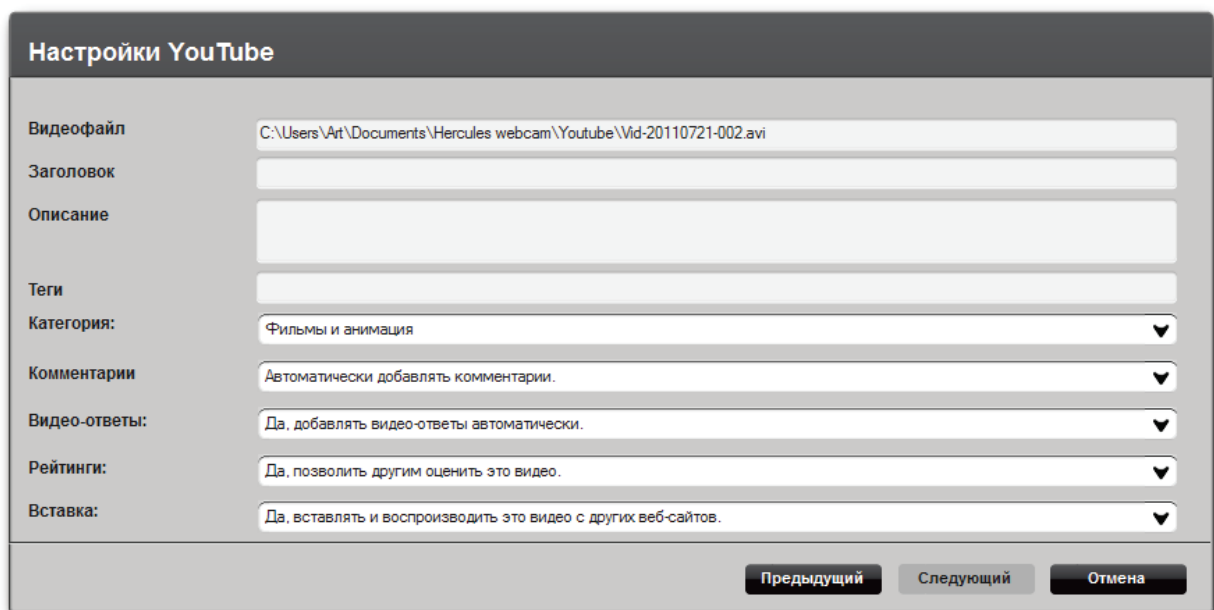 Настройки YouTube
Видеофайл C:\Users\Art\Documents\Hercules webcam\Youtube\Vid-20110721-002.avi
Заголовок
Описание
Теги
Категория: Фильмы и анимация
Комментарии Автоматически добавлять комментарии.
Видео-ответы: Да, добавлять видео-ответы автоматически.
Рейтинги: Да, позволить другим оценить это видео.
Вставка: Да, вставлять и воспроизводить это видео с других веб-сайтов.
Предыдущий Следующий Отмена